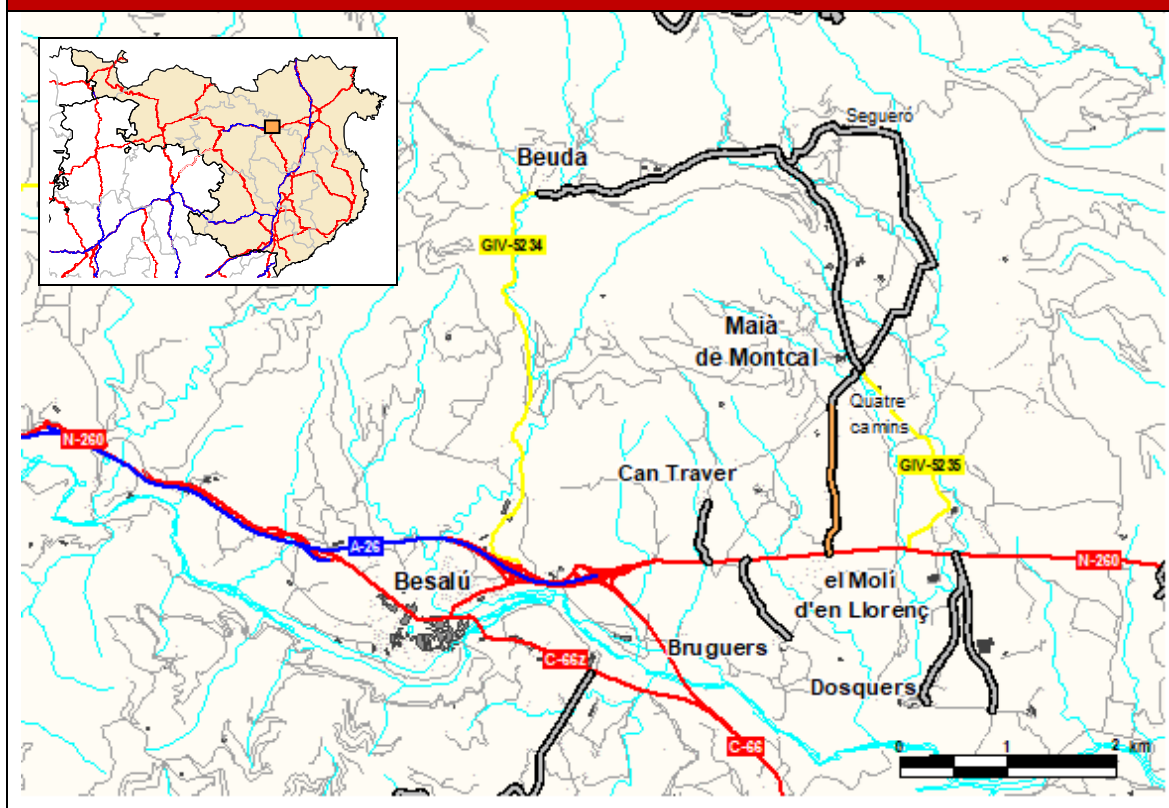 Segueró
Beuda
GIV-5234
Maià
de Montcal
Quatre
camins
N-260
Can Traver
GIV-5235
A-26
N-260
Besalú
el Molí
d'en Llorenç
Bruguers
C-66z
Dosquers
C-66
0 1 2 km